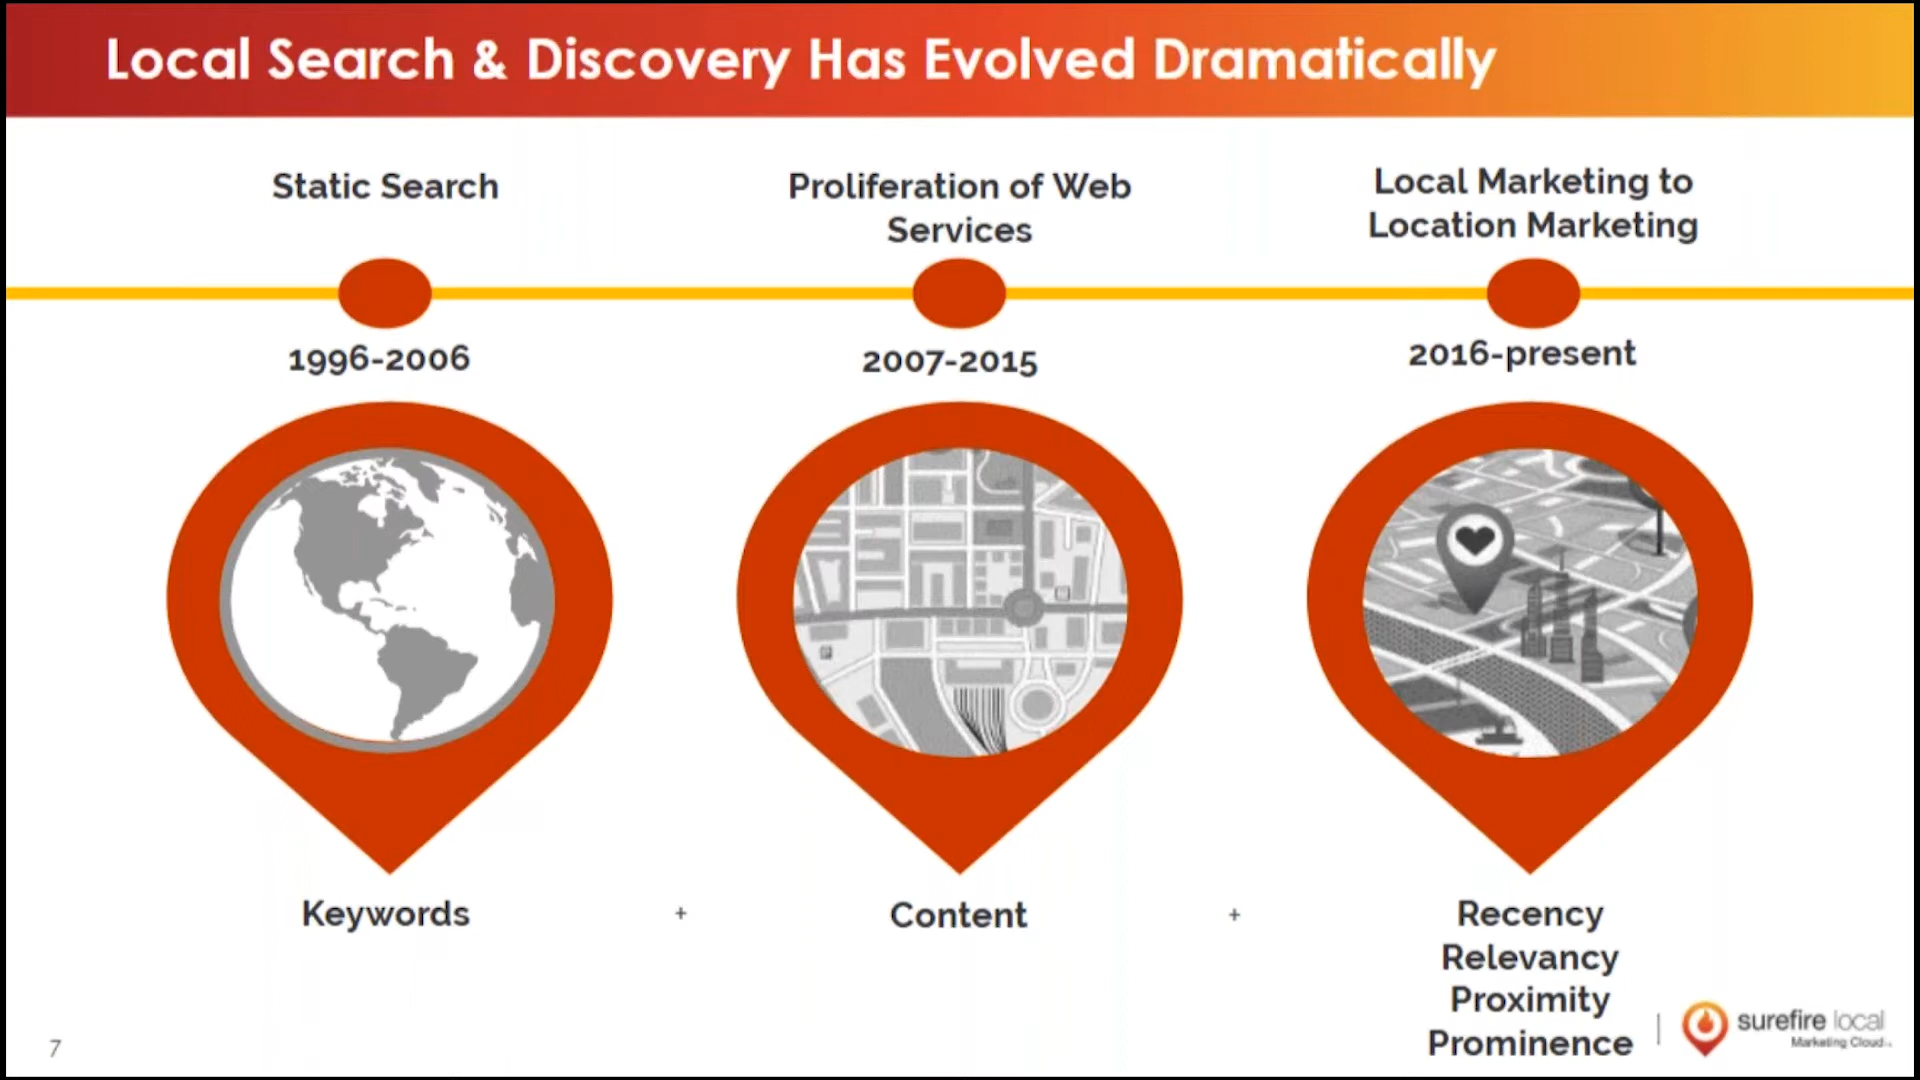 Local Search & Discovery Has Evolved Dramatically
Static Search
Proliferation of Web
Services
Local Marketing to
Location Marketing
1996-2006
2007-2015
2016-present
Keywords
+
Content
+
Recency
Relevancy
Proximity
Prominence
surefire local
Marketing Cloud
7